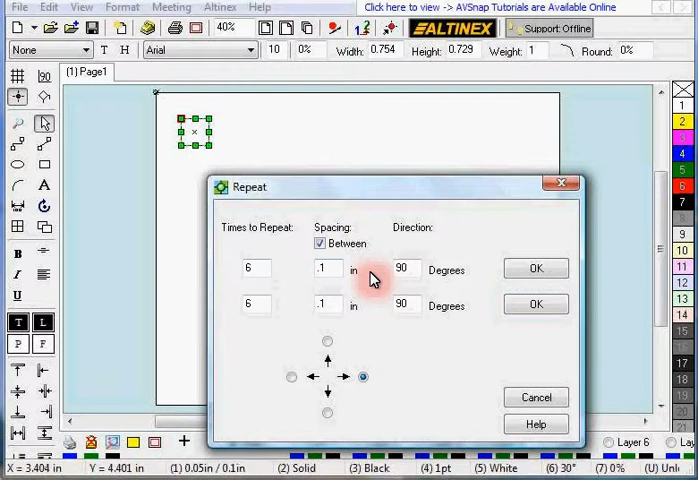 File Edit View Format Meeting Altinex Help
Click here to view -> AVSnap Tutorials are Available Online
40%
ALTINEX
Support: Offline
None
T H
Arial
10
0%
Width: 0.754
Height: 0.729
Weight: 1
Round: 0%
(1) Page1
Repeat
Times to Repeat:
Spacing:
Direction:
Between
6
.1
in
90
Degrees
OK
6
.1
in
90
Degrees
OK
Cancel
Help
90
A
B
I
U
T L
P F
X
1
2
3
4
5
6
7
8
9
10
11
12
13
14
15
16
17
18
19
20
Layer 6
X = 3.404 in
Y = 4.401 in
(1) 0.05in / 0.1in
(2) Solid
(3) Black
(4) 1pt
(5) White
(6) 30°
(7) 0%